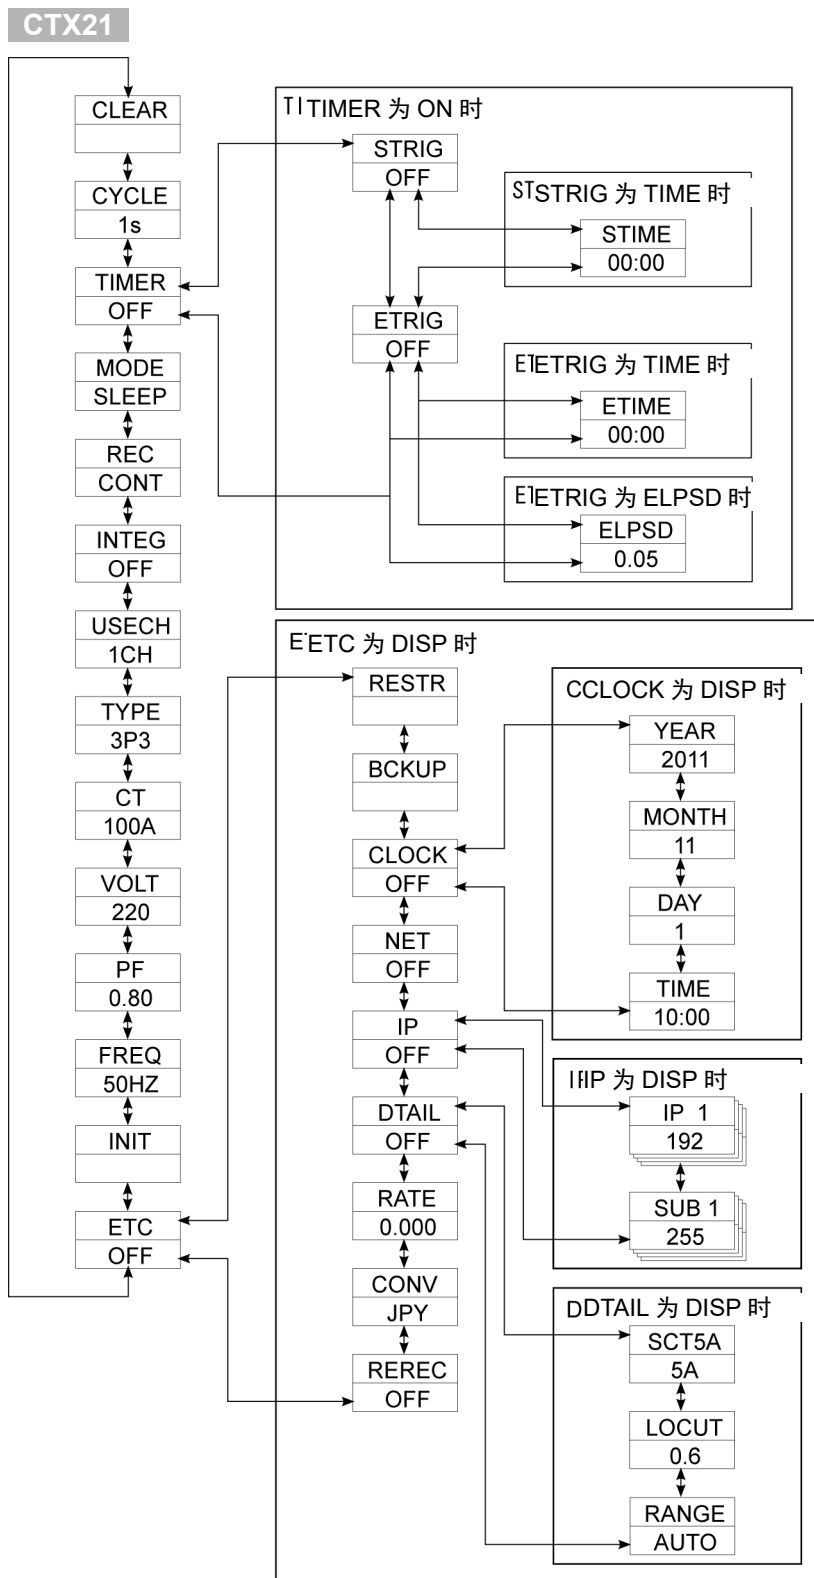 CTX21
CLEAR
CYCLE
1s
TIMER
OFF
MODE
SLEEP
REC
CONT
INTEG
OFF
USECH
1CH
TYPE
3P3
CT
100A
VOLT
220
PF
0.80
FREQ
50HZ
INIT
ETC
OFF
TIMER 为 ON 时
STRIG
OFF
STRIG 为 TIME 时
STIME
00:00
ETRIG
OFF
ETRIG 为 TIME 时
ETIME
00:00
ETRIG 为 ELPSD 时
ELPSD
0.05
ETC 为 DISP 时
RESTR
BCKUP
CLOCK
OFF
NET
OFF
IP
OFF
DTAIL
OFF
RATE
0.000
CONV
JPY
REREC
OFF
CLOCK 为 DISP 时
YEAR
2011
MONTH
11
DAY
1
TIME
10:00
IP 为 DISP 时
IP 1
192
SUB 1
255
DTAIL 为 DISP 时
SCT5A
5A
LOCUT
0.6
RANGE
AUTO